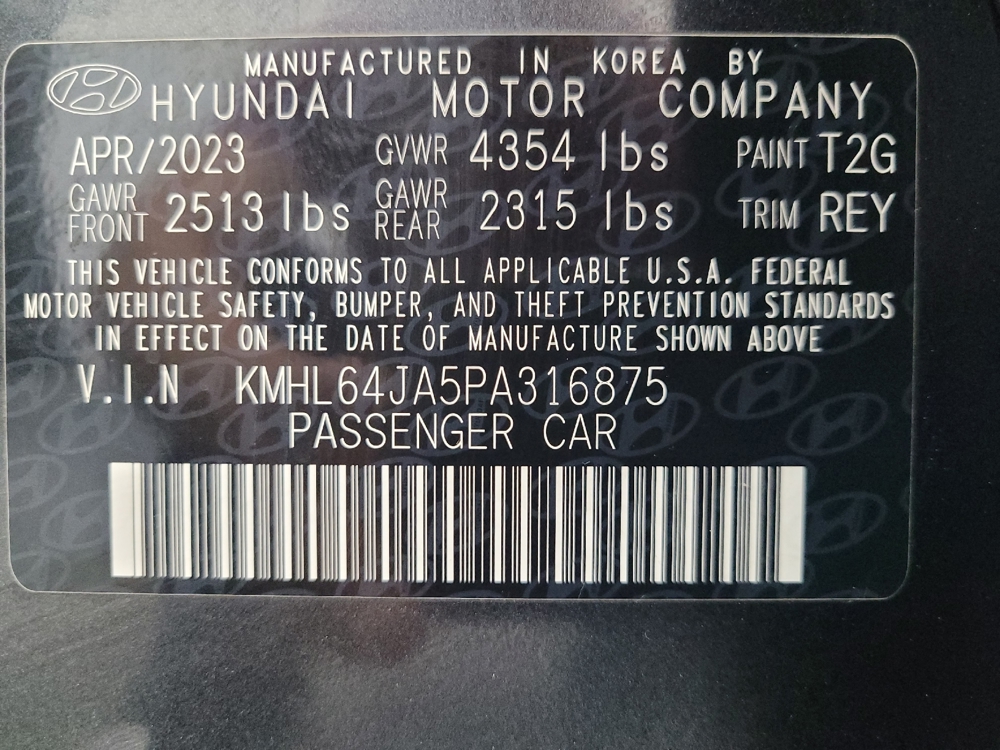 MANUFACTURED IN KOREA BY
HYUNDAI MOTOR COMPANY
APR/2023 GVWR 4354 lbs PAINT T2G
GAWR FRONT 2513 lbs GAWR REAR 2315 lbs TRIM REY
THIS VEHICLE CONFORMS TO ALL APPLICABLE U.S.A. FEDERAL
MOTOR VEHICLE SAFETY, BUMPER, AND THEFT PREVENTION STANDARDS
IN EFFECT ON THE DATE OF MANUFACTURE SHOWN ABOVE
V.I.N KMHL64JA5PA316875
PASSENGER CAR